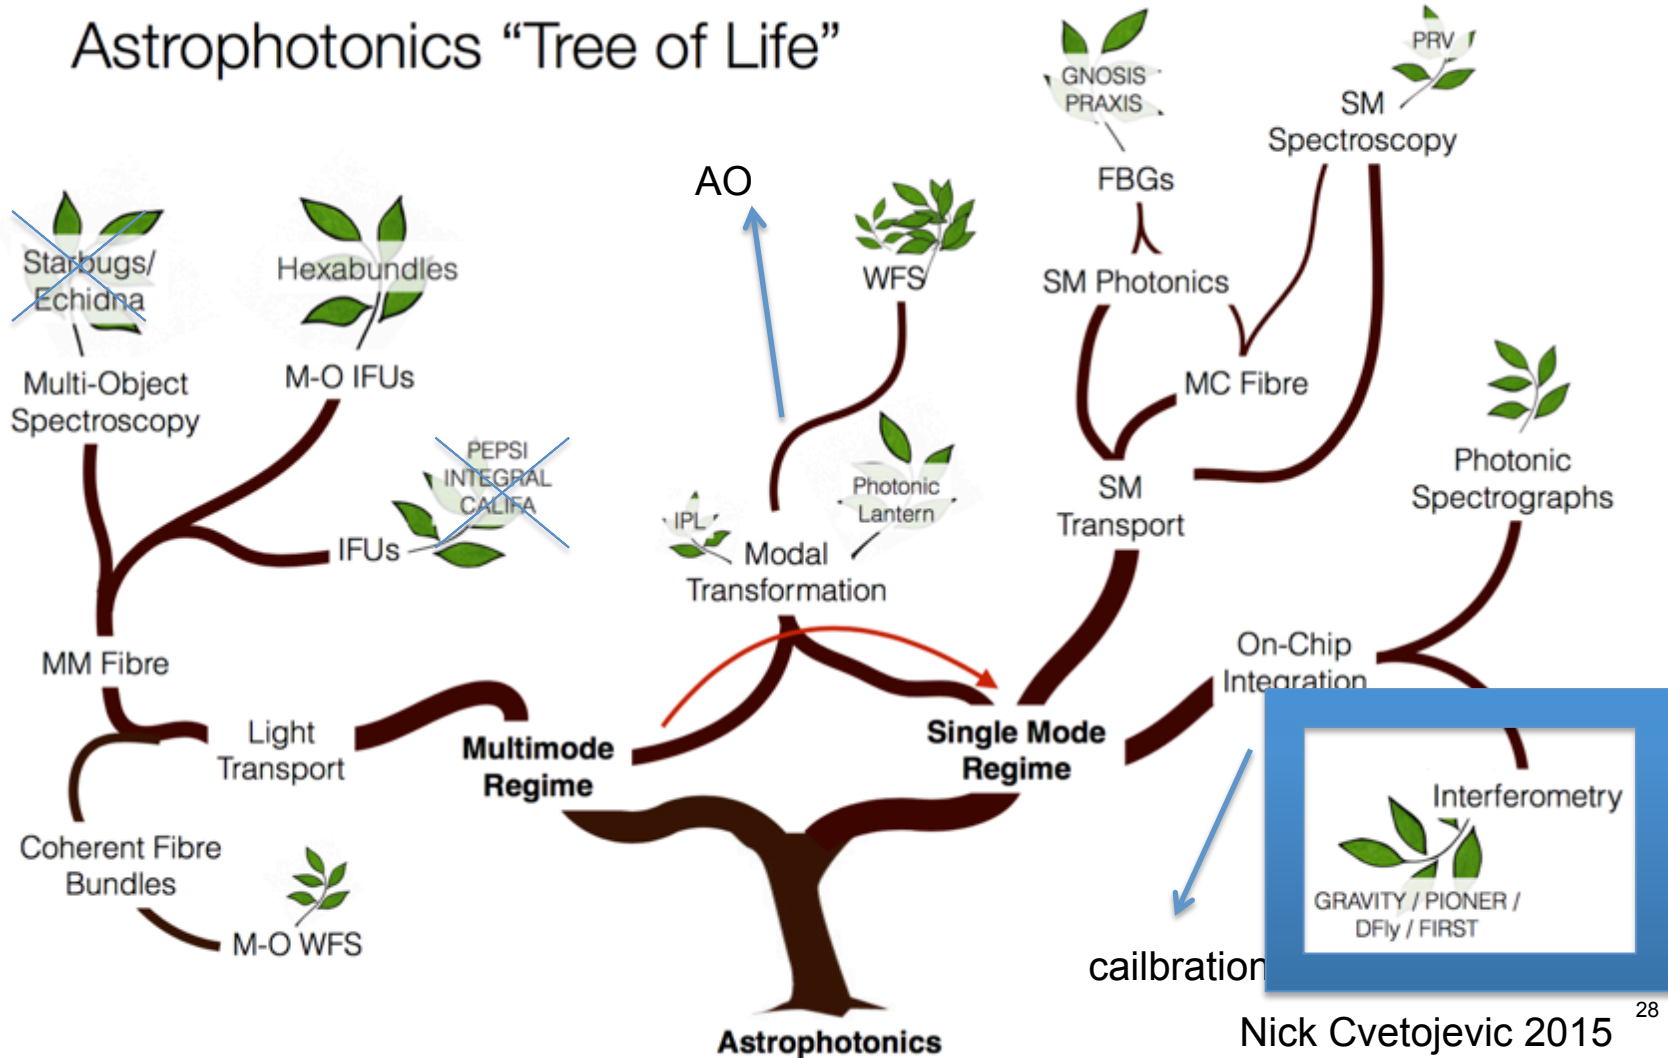 Astrophotonics “Tree of Life”
GNOSIS
PRAXIS
PRV
SM
Spectroscopy
FBGs
AO
Starbugs/
Echidna
Hexabundles
WFS
SM Photonics
Multi-Object
Spectroscopy
M-O IFUs
MC Fibre
PEPSI
INTEGRAL
CALIFA
IFUs
IPL
Photonic
Lantern
Modal
Transformation
SM
Transport
Photonic
Spectrographs
MM Fibre
On-Chip
Integration
Light
Transport
Multimode
Regime
Single Mode
Regime
Interferometry
GRAVITY / PIONER /
DFly / FIRST
Coherent Fibre
Bundles
M-O WFS
cailbration
Astrophotonics
Nick Cvetojevic 2015
28